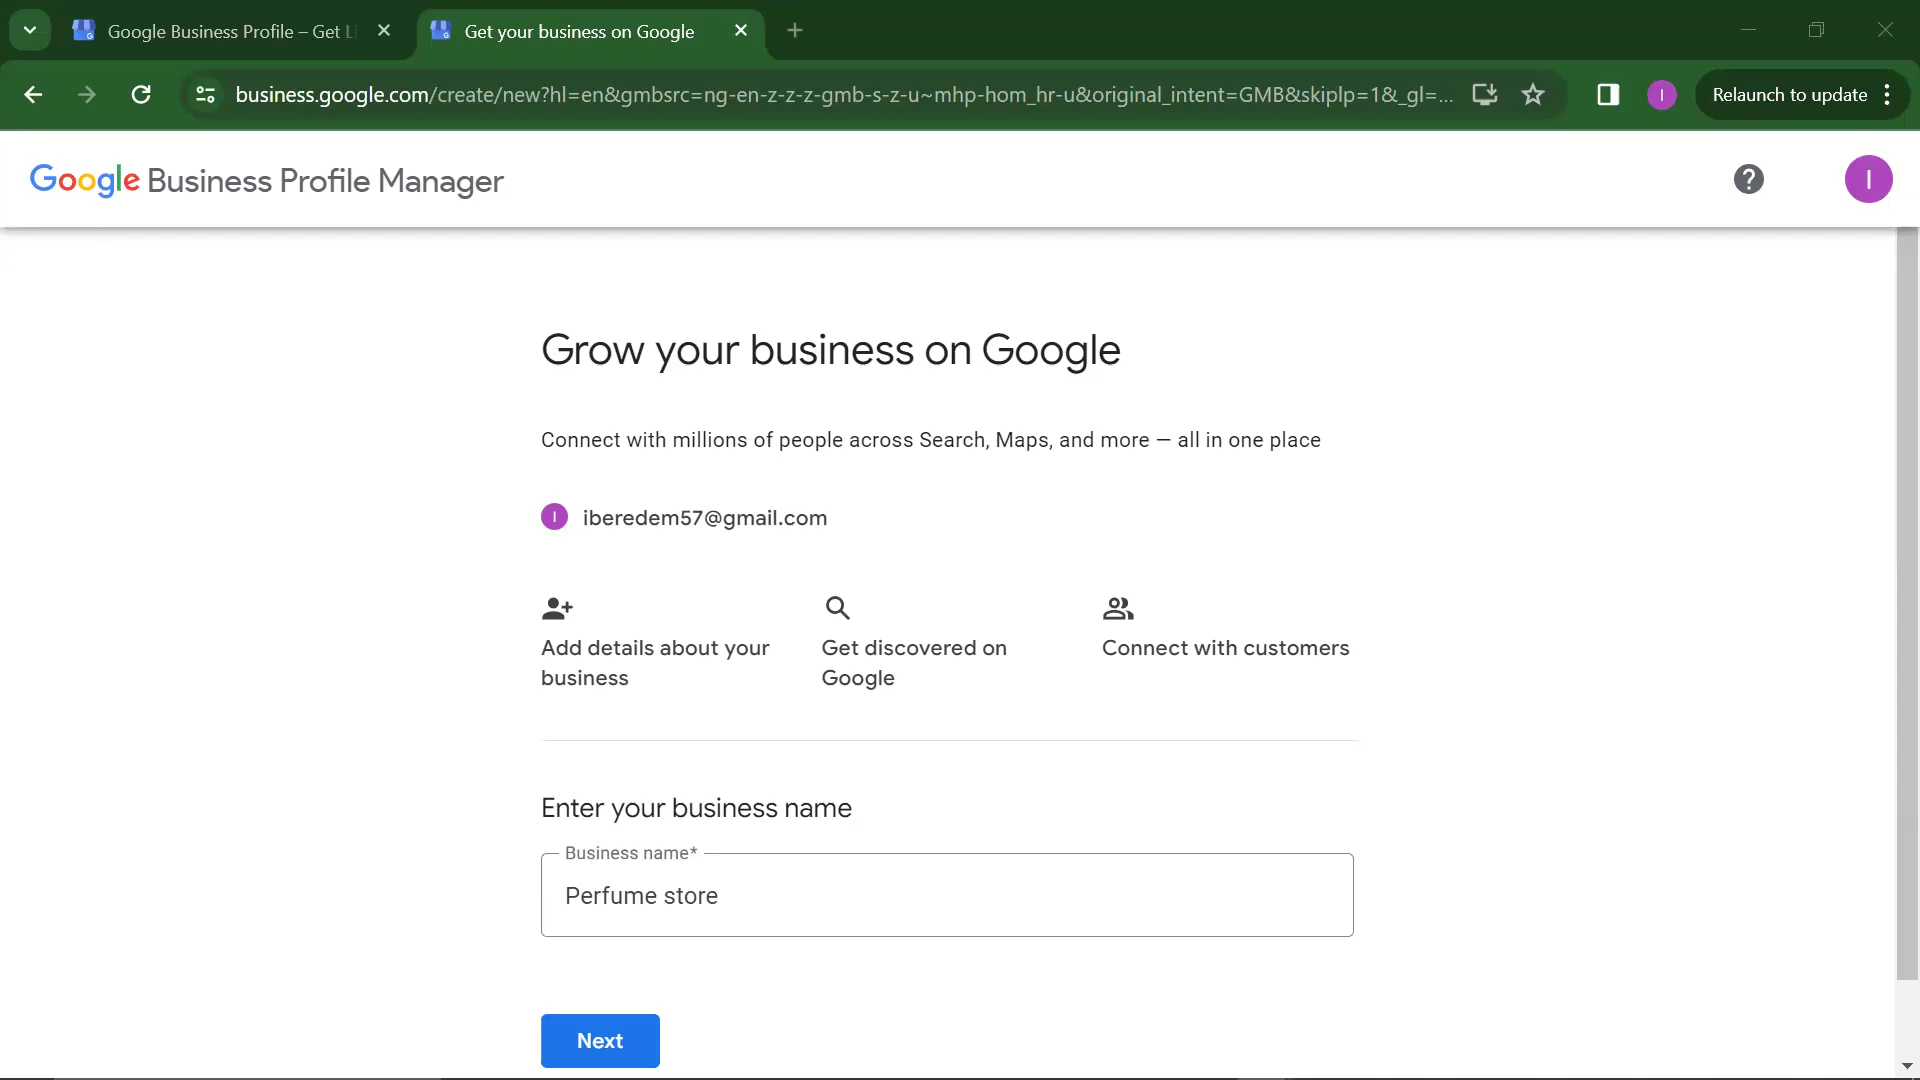 Google Business Profile – Get Li
Get your business on Google
business.google.com/create/new?hl=en&gmbsrc=ng-en-z-z-z-gmb-s-z-u~mhp-hom_hr-u&original_intent=GMB&skiplp=1&_gl=...
I
Relaunch to update
Google Business Profile Manager
?
I
Grow your business on Google
Connect with millions of people across Search, Maps, and more — all in one place
I
iberedem57@gmail.com
Add details about your
business
Get discovered on
Google
Connect with customers
Enter your business name
Business name*
Perfume store
Next